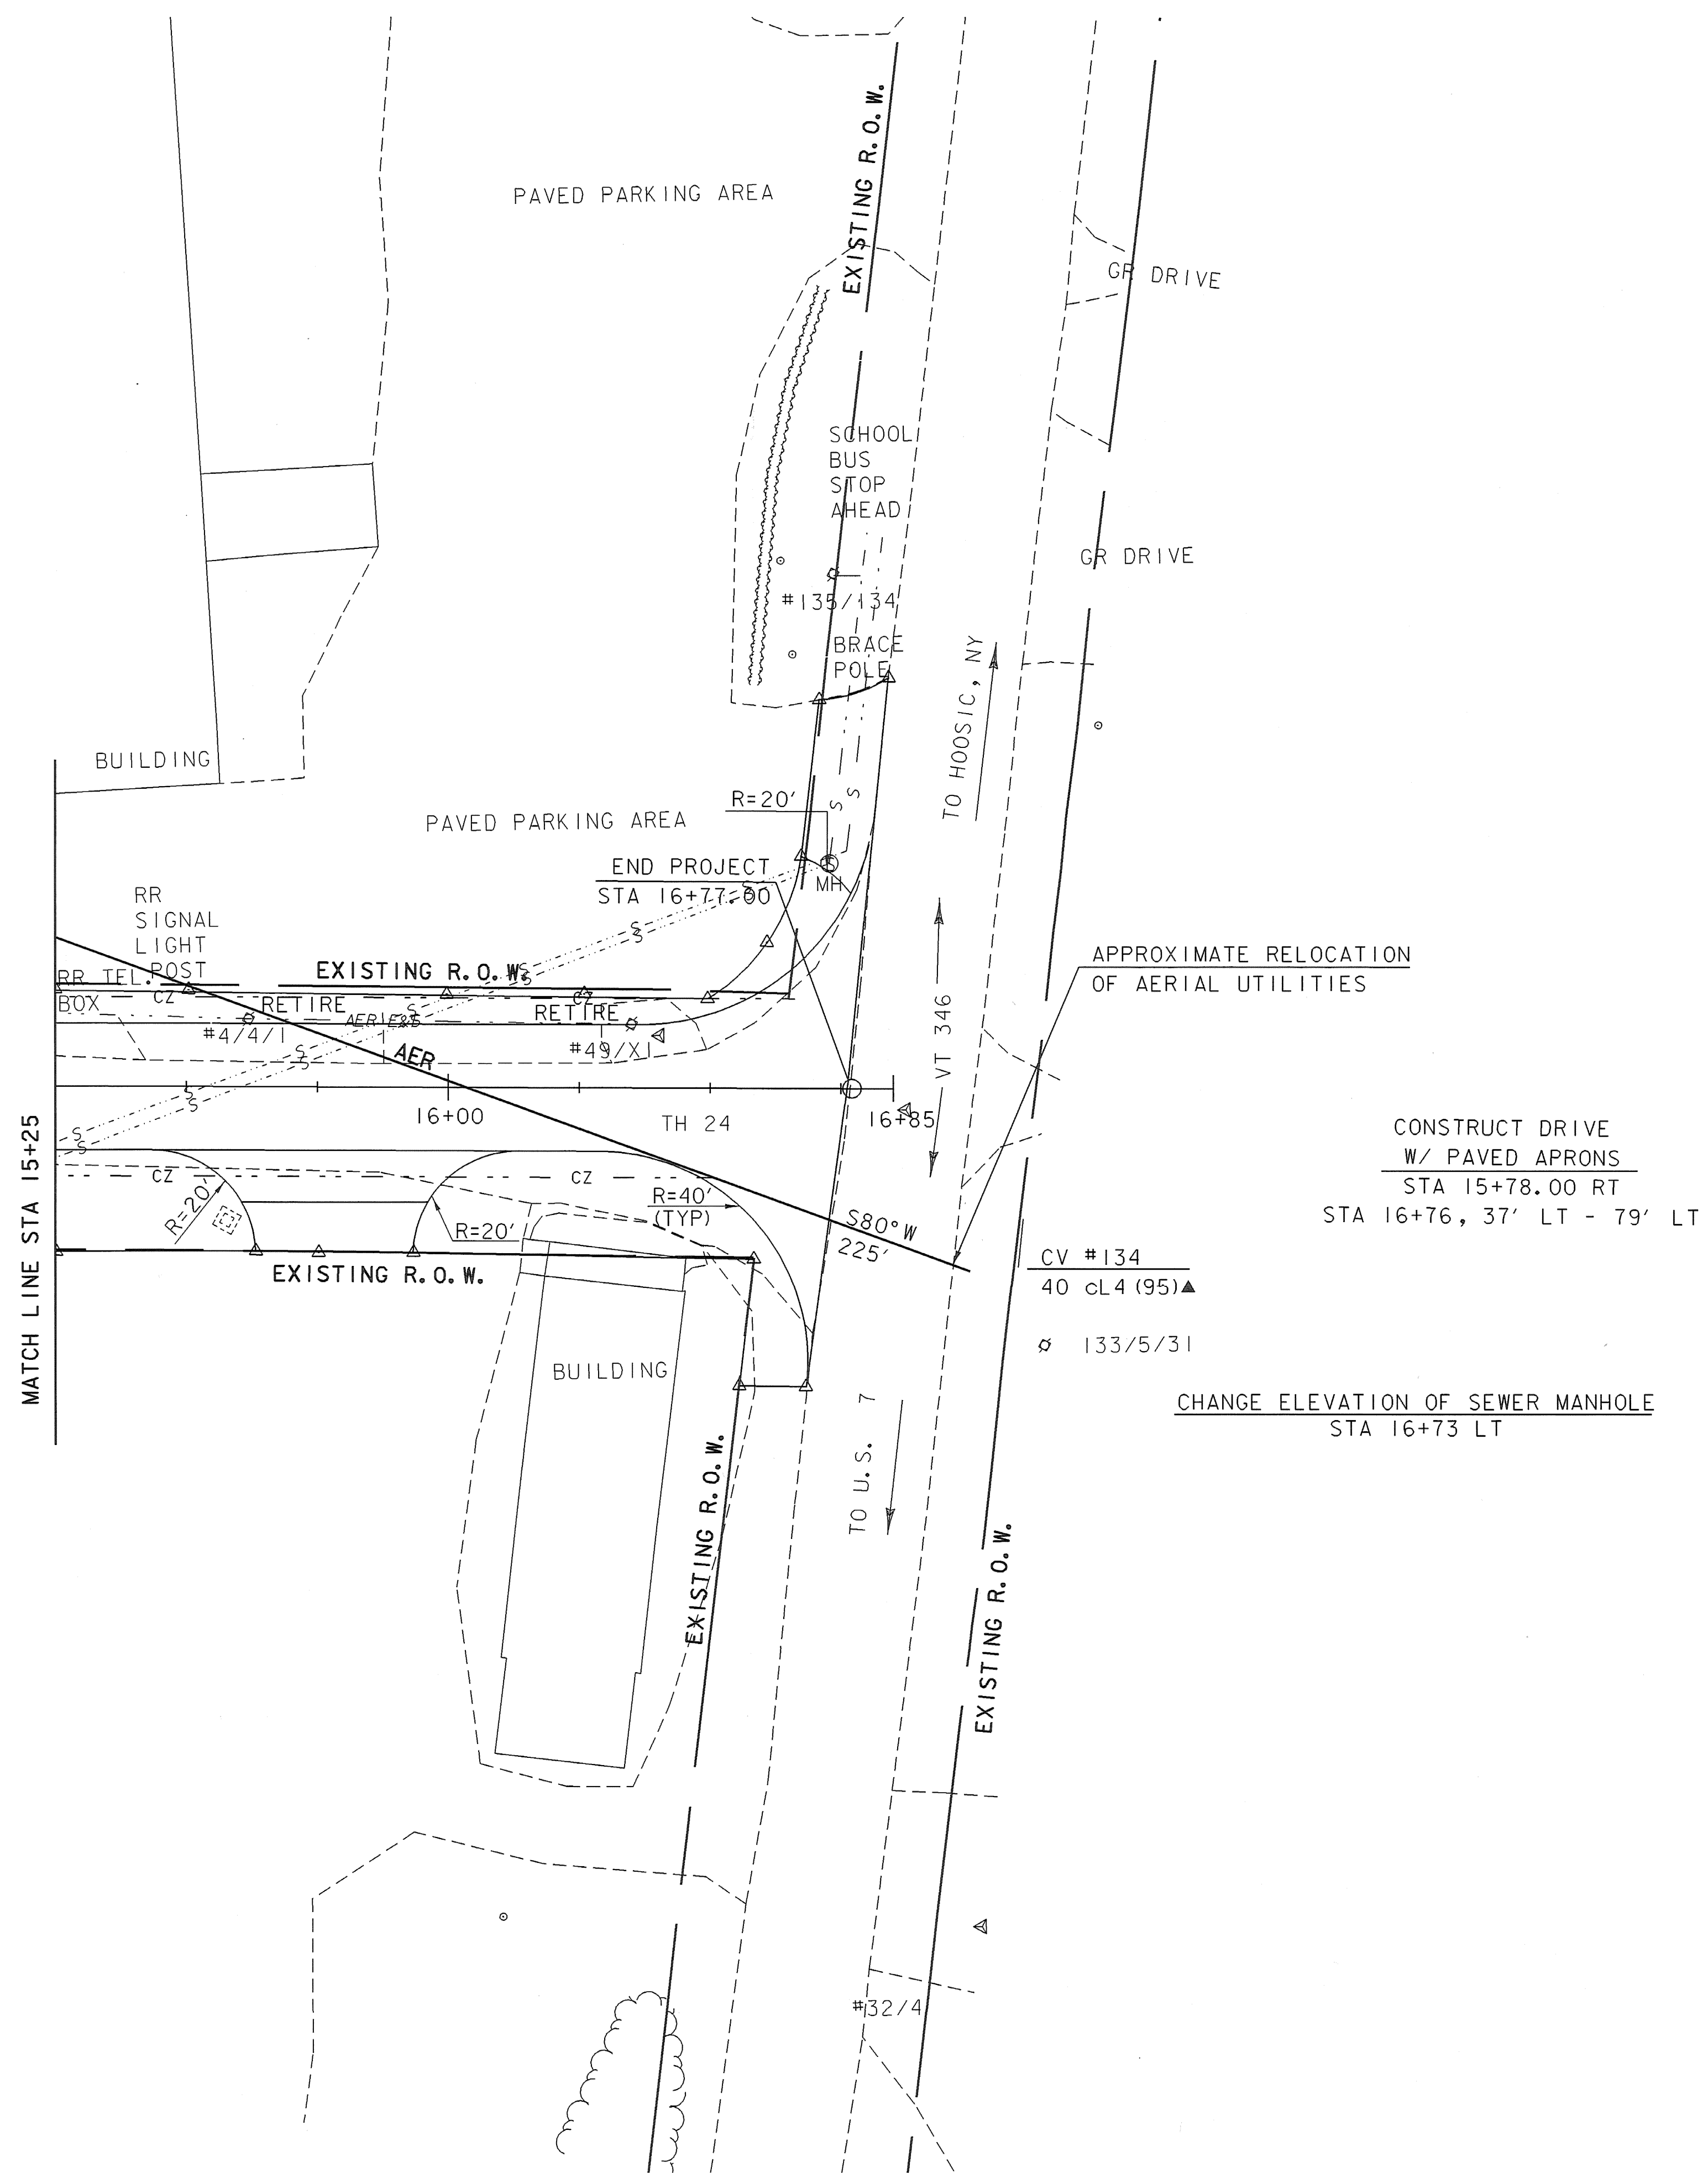 EXISTING R.O.W.
PAVED PARKING AREA
GR DRIVE
SCHOOL
BUS
STOP
AHEAD
GR DRIVE
#135/134
BRACE
POLE
TO HOOSIC, NY
BUILDING
R=20'
S
S
PAVED PARKING AREA
END PROJECT
STA 16+77.00
S
MH
S
S
RR
SIGNAL
LIGHT
POST
APPROXIMATE RELOCATION
OF AERIAL UTILITIES
EXISTING R.O.W.
S
S
RR TEL.
BOX
CZ
RETIRE
CZ
RETIRE
AER E&T
S
#4/4/1
#49/X1
S
AER
VT 346
S
S
16+00
TH 24
16+85
S
S
MATCH LINE STA 15+25
CONSTRUCT DRIVE
W/ PAVED APRONS
STA 15+78.00 RT
STA 16+76, 37' LT - 79' LT
CZ
CZ
R=20'
R=40'
(TYP)
R=20'
S80°W
225'
EXISTING R.O.W.
CV #134
40 cL4 (95)
133/5/31
BUILDING
CHANGE ELEVATION OF SEWER MANHOLE
STA 16+73 LT
TO U.S. 7
EXISTING R.O.W.
EXISTING R.O.W.
#32/4